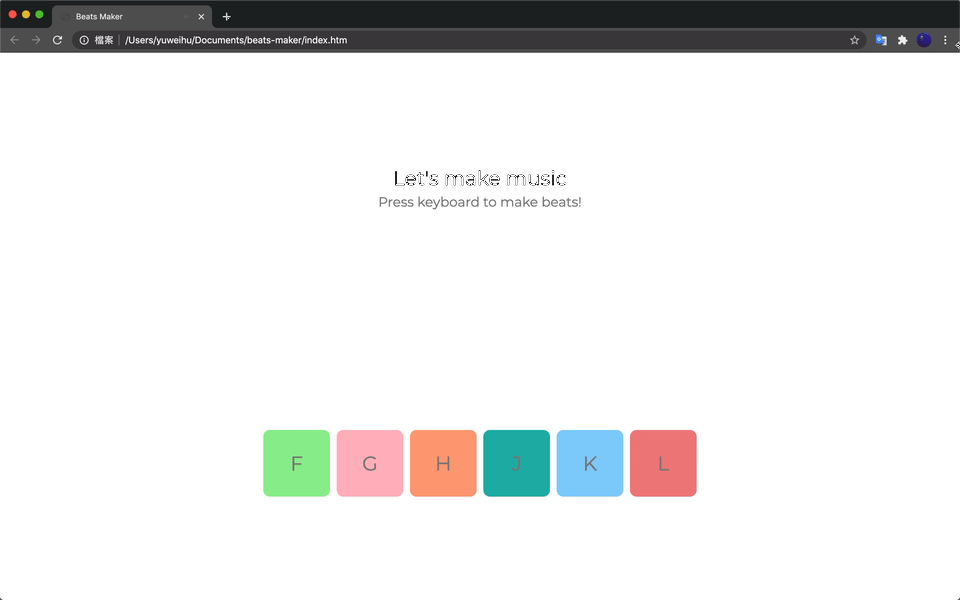 Beats Maker
檔案 /Users/yuweihu/Documents/beats-maker/index.htm
Let's make music
Press keyboard to make beats!
F G H J K L